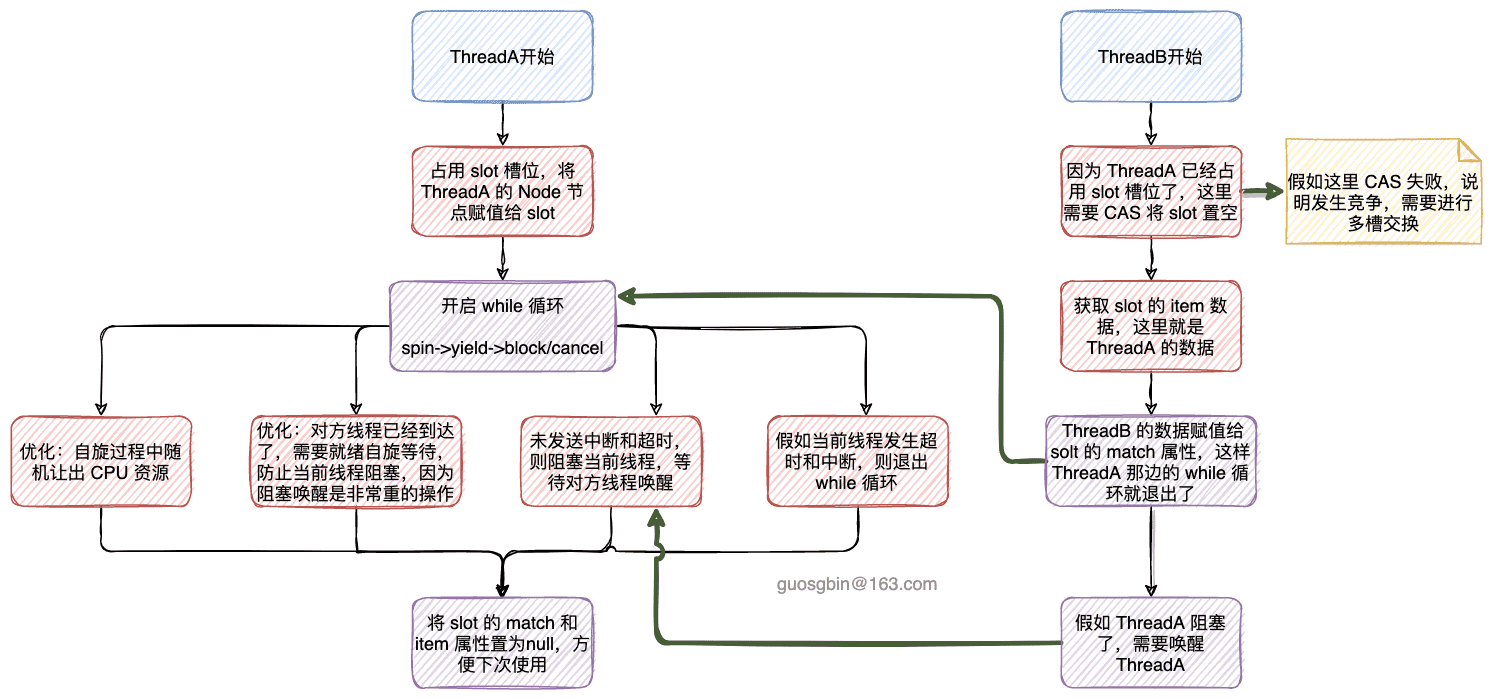 ThreadA开始
占用 slot 槽位，将
ThreadA 的 Node 节
点赋值给 slot
开启 while 循环
spin->yield->block/cancel
优化：自旋过程中随
机让出 CPU 资源
优化：对方线程已经到达
了，需要就绪自旋等待，
防止当前线程阻塞，因为
阻塞唤醒是非常重的操作
未发送中断和超时，
则阻塞当前线程，等
待对方线程唤醒
假如当前线程发生超
时和中断，则退出
while 循环
将 slot 的 match 和
item 属性置为null，方
便下次使用
ThreadB开始
因为 ThreadA 已经占
用 slot 槽位了，这里
需要 CAS 将 slot 置空
假如这里 CAS 失败，说
明发生竞争，需要进行
多槽交换
获取 slot 的 item 数
据，这里就是
ThreadA 的数据
ThreadB 的数据赋值给
solt 的 match 属性，这样
ThreadA 那边的 while 循
环就退出了
假如 ThreadA 阻塞
了，需要唤醒
ThreadA
guosgbin@163.com